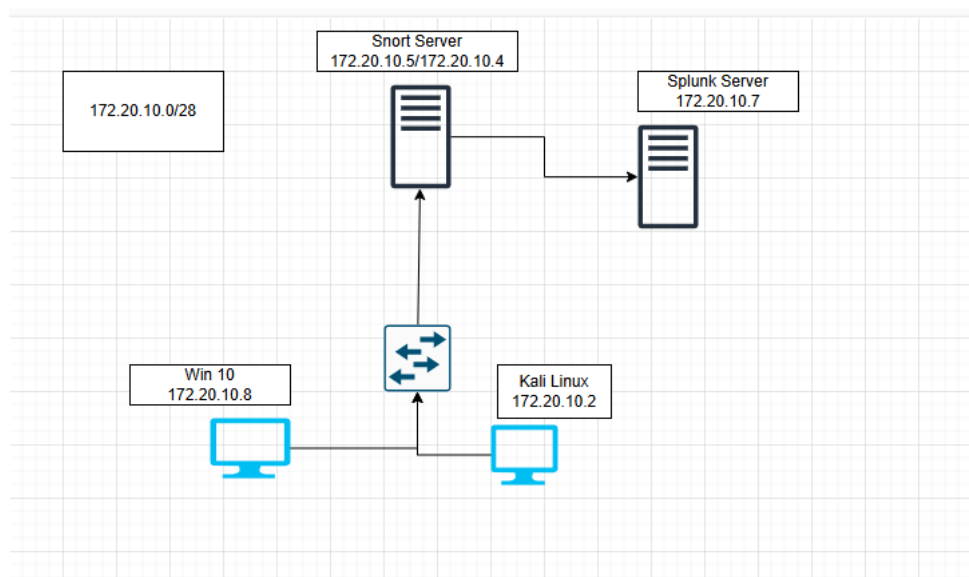 Snort Server
172.20.10.5/172.20.10.4
Splunk Server
172.20.10.7
172.20.10.0/28
Win 10
172.20.10.8
Kali Linux
172.20.10.2